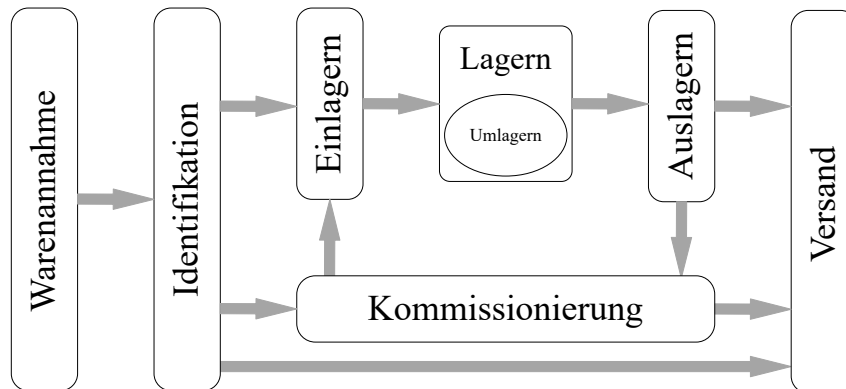 Warenannahme
Identifikation
Einlagern
Lagern
Umlagern
Auslagern
Versand
Kommissionierung